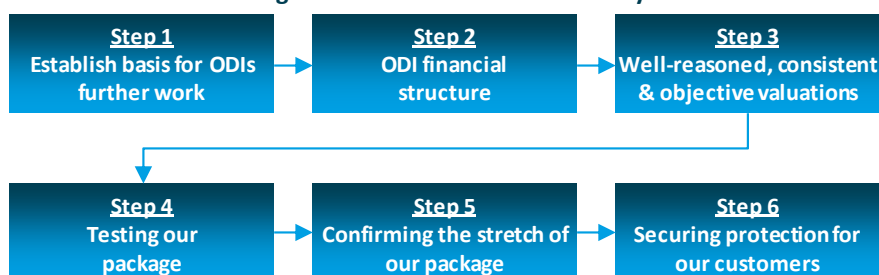 Step 1
Establish basis for ODIs
further work
Step 2
ODI financial
structure
Step 3
Well-reasoned, consistent
& objective valuations
Step 4
Testing our
package
Step 5
Confirming the stretch of
our package
Step 6
Securing protection for
our customers